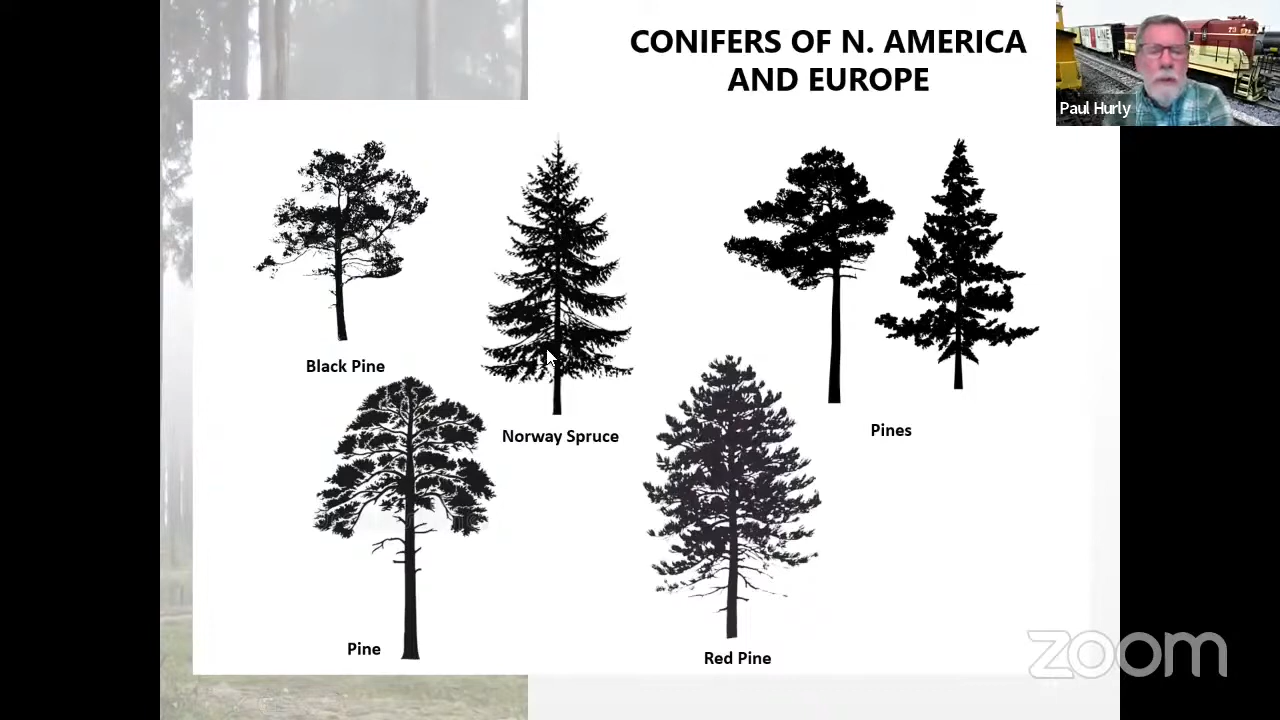 CONIFERS OF N. AMERICA
AND EUROPE
Paul Hurly
Black Pine
Norway Spruce
Pines
Pine
Red Pine
zoom